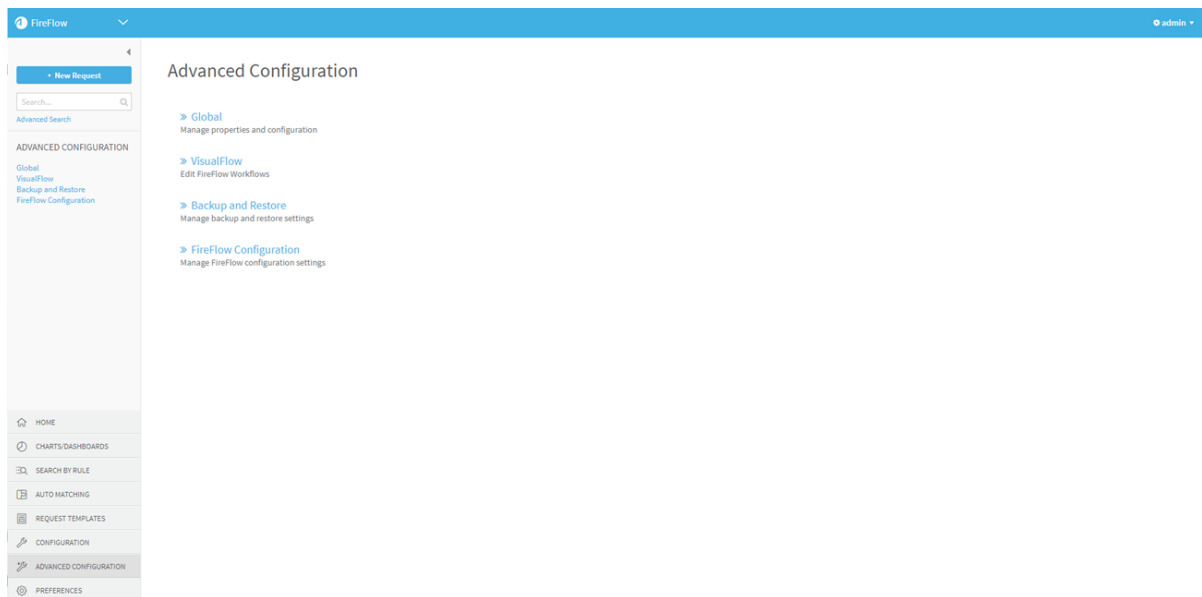 FireFlow
admin
+ New Request
Search...
Advanced Search
ADVANCED CONFIGURATION
Global
VisualFlow
Backup and Restore
FireFlow Configuration
HOME
CHARTS/DASHBOARDS
SEARCH BY RULE
AUTO MATCHING
REQUEST TEMPLATES
CONFIGURATION
ADVANCED CONFIGURATION
PREFERENCES
Advanced Configuration
» Global
Manage properties and configuration
» VisualFlow
Edit FireFlow Workflows
» Backup and Restore
Manage backup and restore settings
» FireFlow Configuration
Manage FireFlow configuration settings